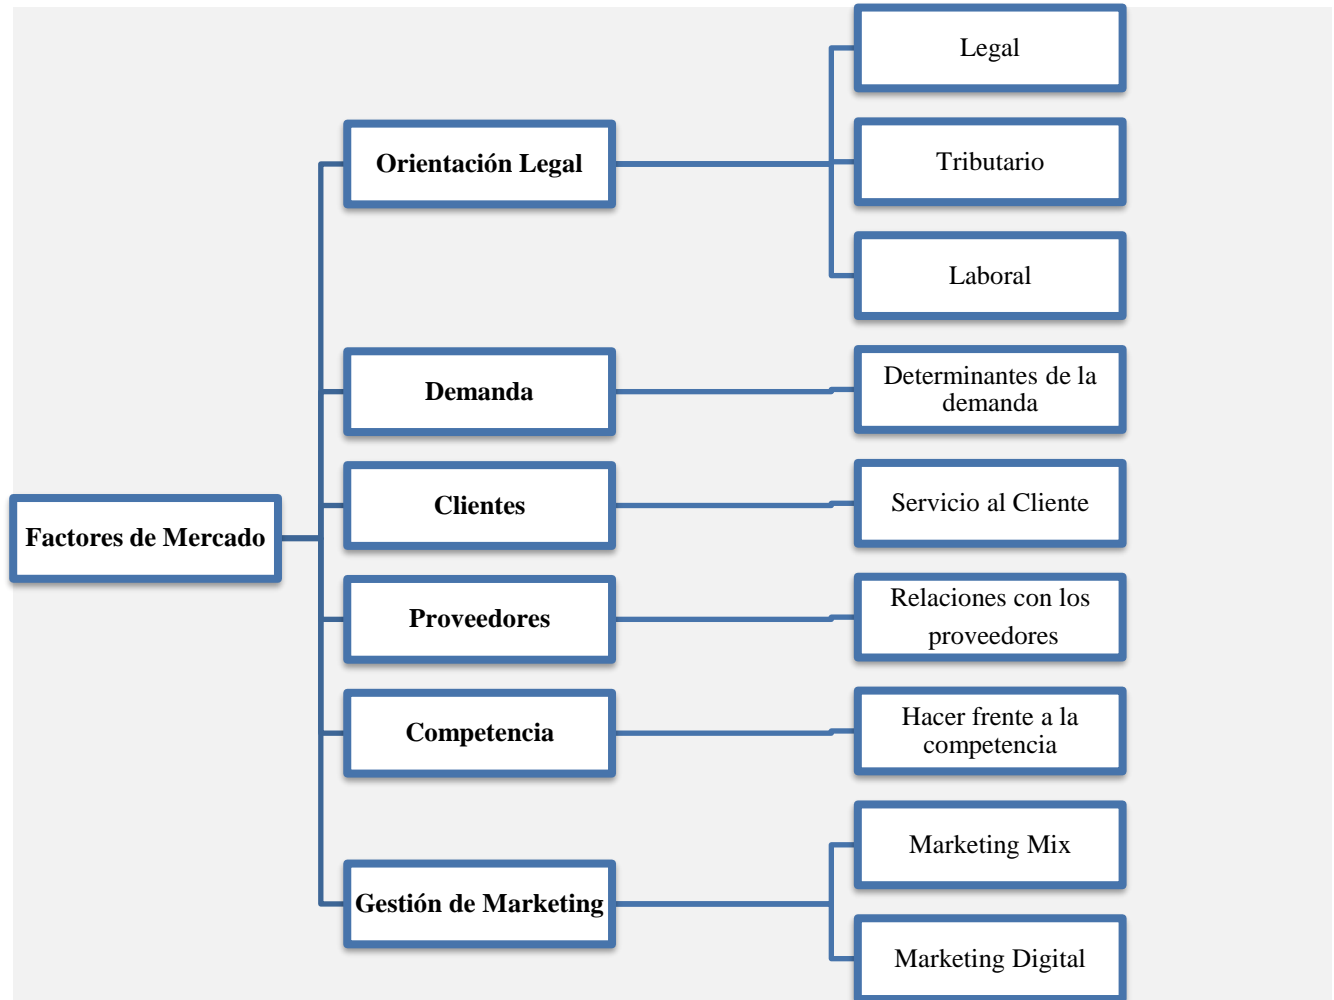 Factores de Mercado
Orientación Legal
Legal
Tributario
Laboral
Demanda
Determinantes de la
demanda
Clientes
Servicio al Cliente
Proveedores
Relaciones con los
proveedores
Competencia
Hacer frente a la
competencia
Gestión de Marketing
Marketing Mix
Marketing Digital